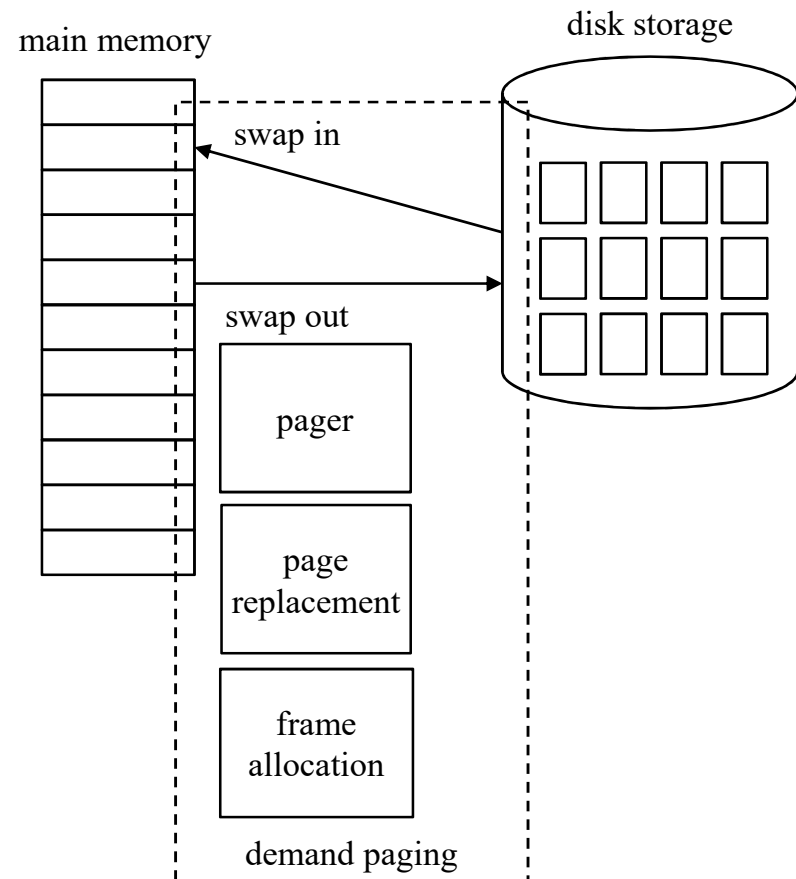 disk storage
main memory
swap in
swap out
pager
page
replacement
frame
allocation
demand paging